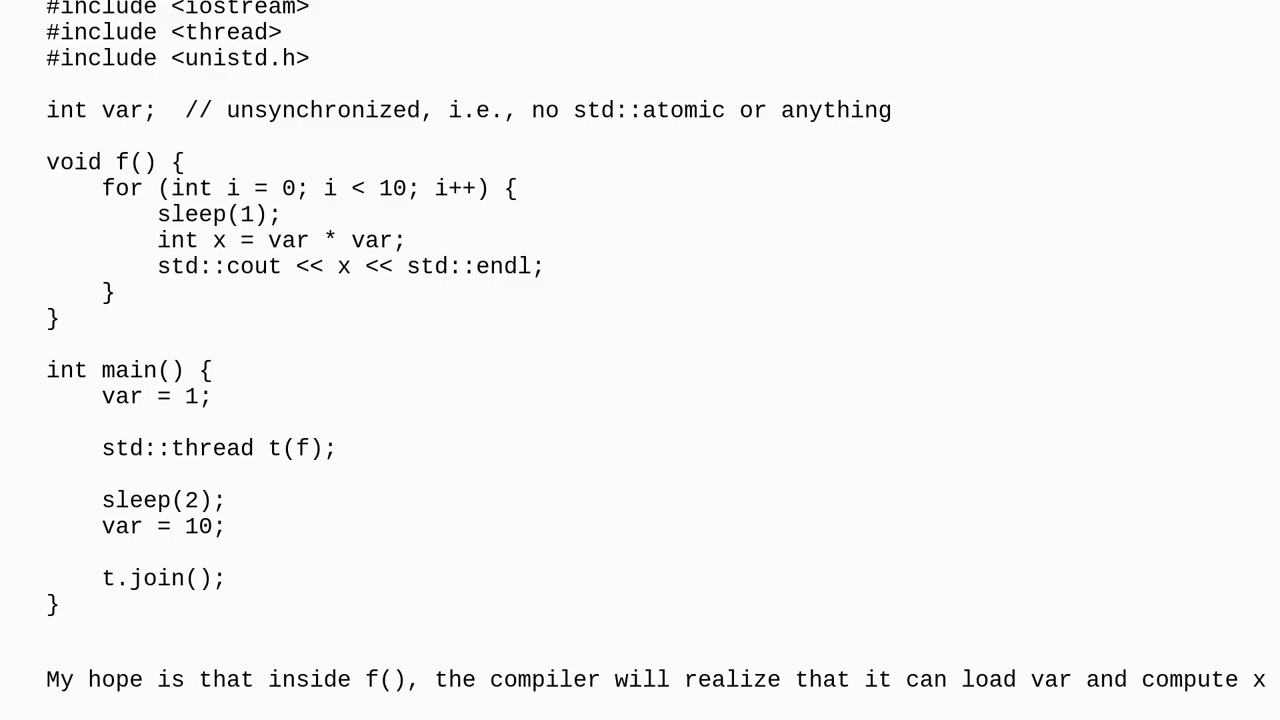 #include <iostream>
#include <thread>
#include <unistd.h>

int var;  // unsynchronized, i.e., no std::atomic or anything

void f() {
    for (int i = 0; i < 10; i++) {
        sleep(1);
        int x = var * var;
        std::cout << x << std::endl;
    }
}

int main() {
    var = 1;

    std::thread t(f);

    sleep(2);
    var = 10;

    t.join();
}

My hope is that inside f(), the compiler will realize that it can load var and compute x